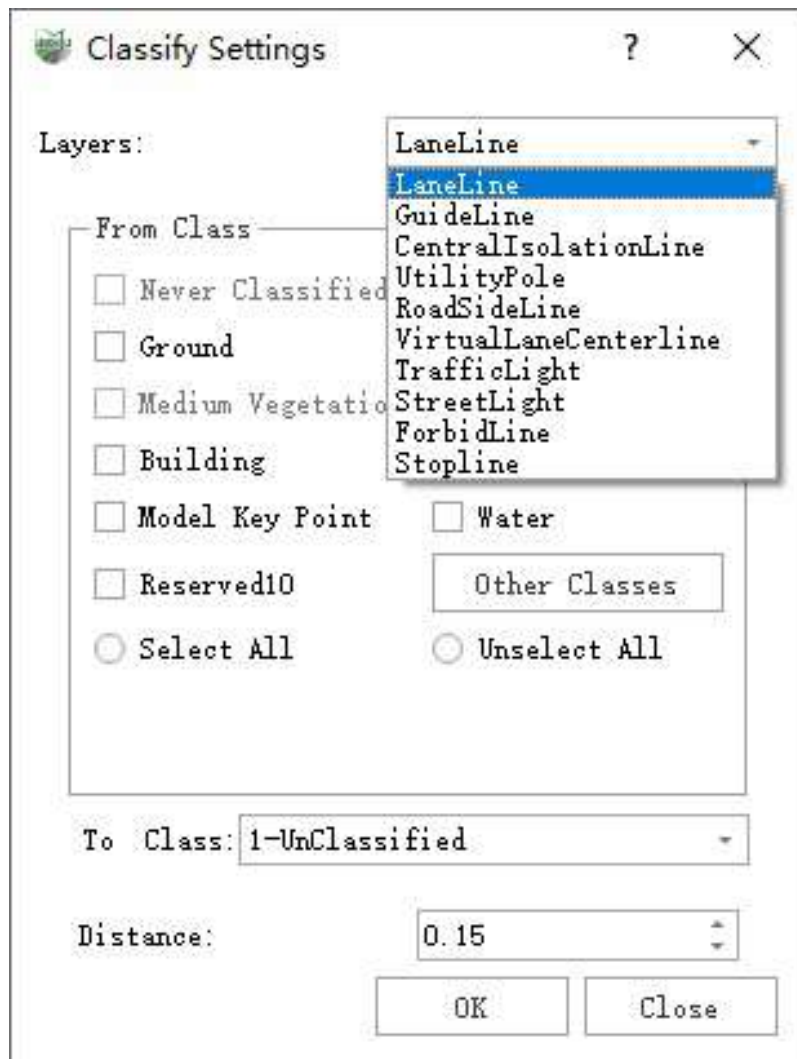 Classify Settings
Layers:
LaneLine
LaneLine
GuideLine
CentralIsolationLine
UtilityPole
RoadSideLine
VirtualLaneCenterline
TrafficLight
StreetLight
ForbidLine
Stopline
From Class
Never Classified
Ground
Medium Vegetatio
Building
Model Key Point
Water
Reserved10
Other Classes
Select All
Unselect All
To Class:
1-UnClassified
Distance:
0.15
OK
Close